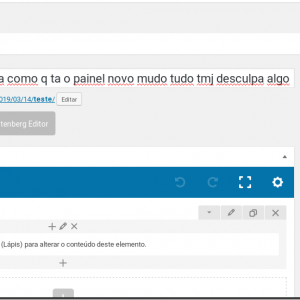 a como q ta o painel novo mudo tudo tmj desculpa algo
019/03/14/teste/ Editar
tenberg Editor
(Lápis) para alterar o conteúdo deste elemento.